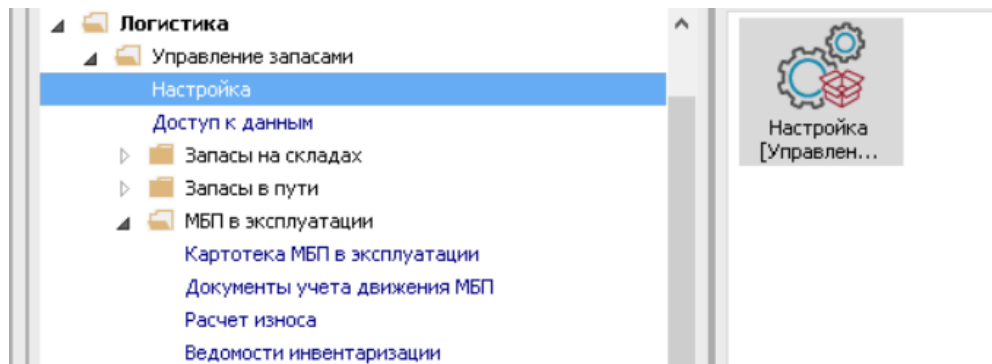 Логистика
Управление запасами
Настройка
Доступ к данным
Запасы на складах
Запасы в пути
МБП в эксплуатации
Картотека МБП в эксплуатации
Документы учета движения МБП
Расчет износа
Ведомости инвентаризации
Настройка
[Управлен...